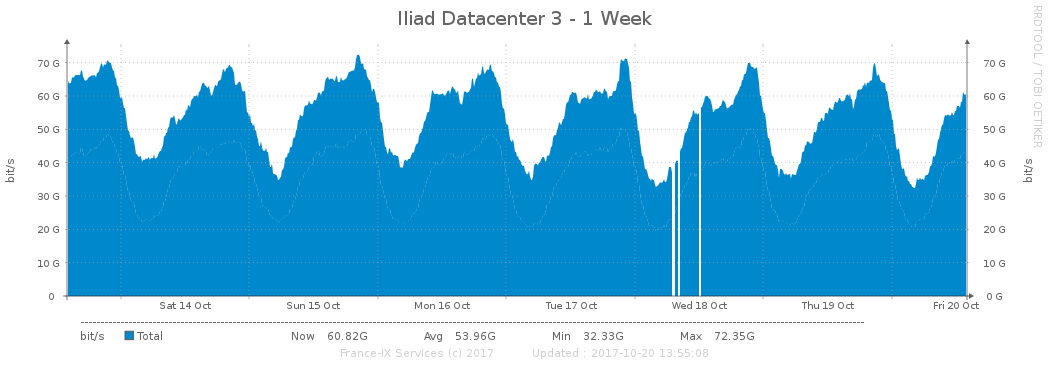 Iliad Datacenter 3 - 1 Week
RRDTOOL / TOBI OETIKER
70 G 70 G
60 G 60 G
50 G 50 G
40 G 40 G
30 G 30 G
20 G 20 G
10 G 10 G
0 0 G
bit/s bit/s
Sat 14 Oct Sun 15 Oct Mon 16 Oct Tue 17 Oct Wed 18 Oct Thu 19 Oct Fri 20 Oct
bit/s Total Now 60.82G Avg 53.96G Min 32.33G Max 72.35G
France-IX Services (c) 2017 Updated : 2017-10-20 13:55:08